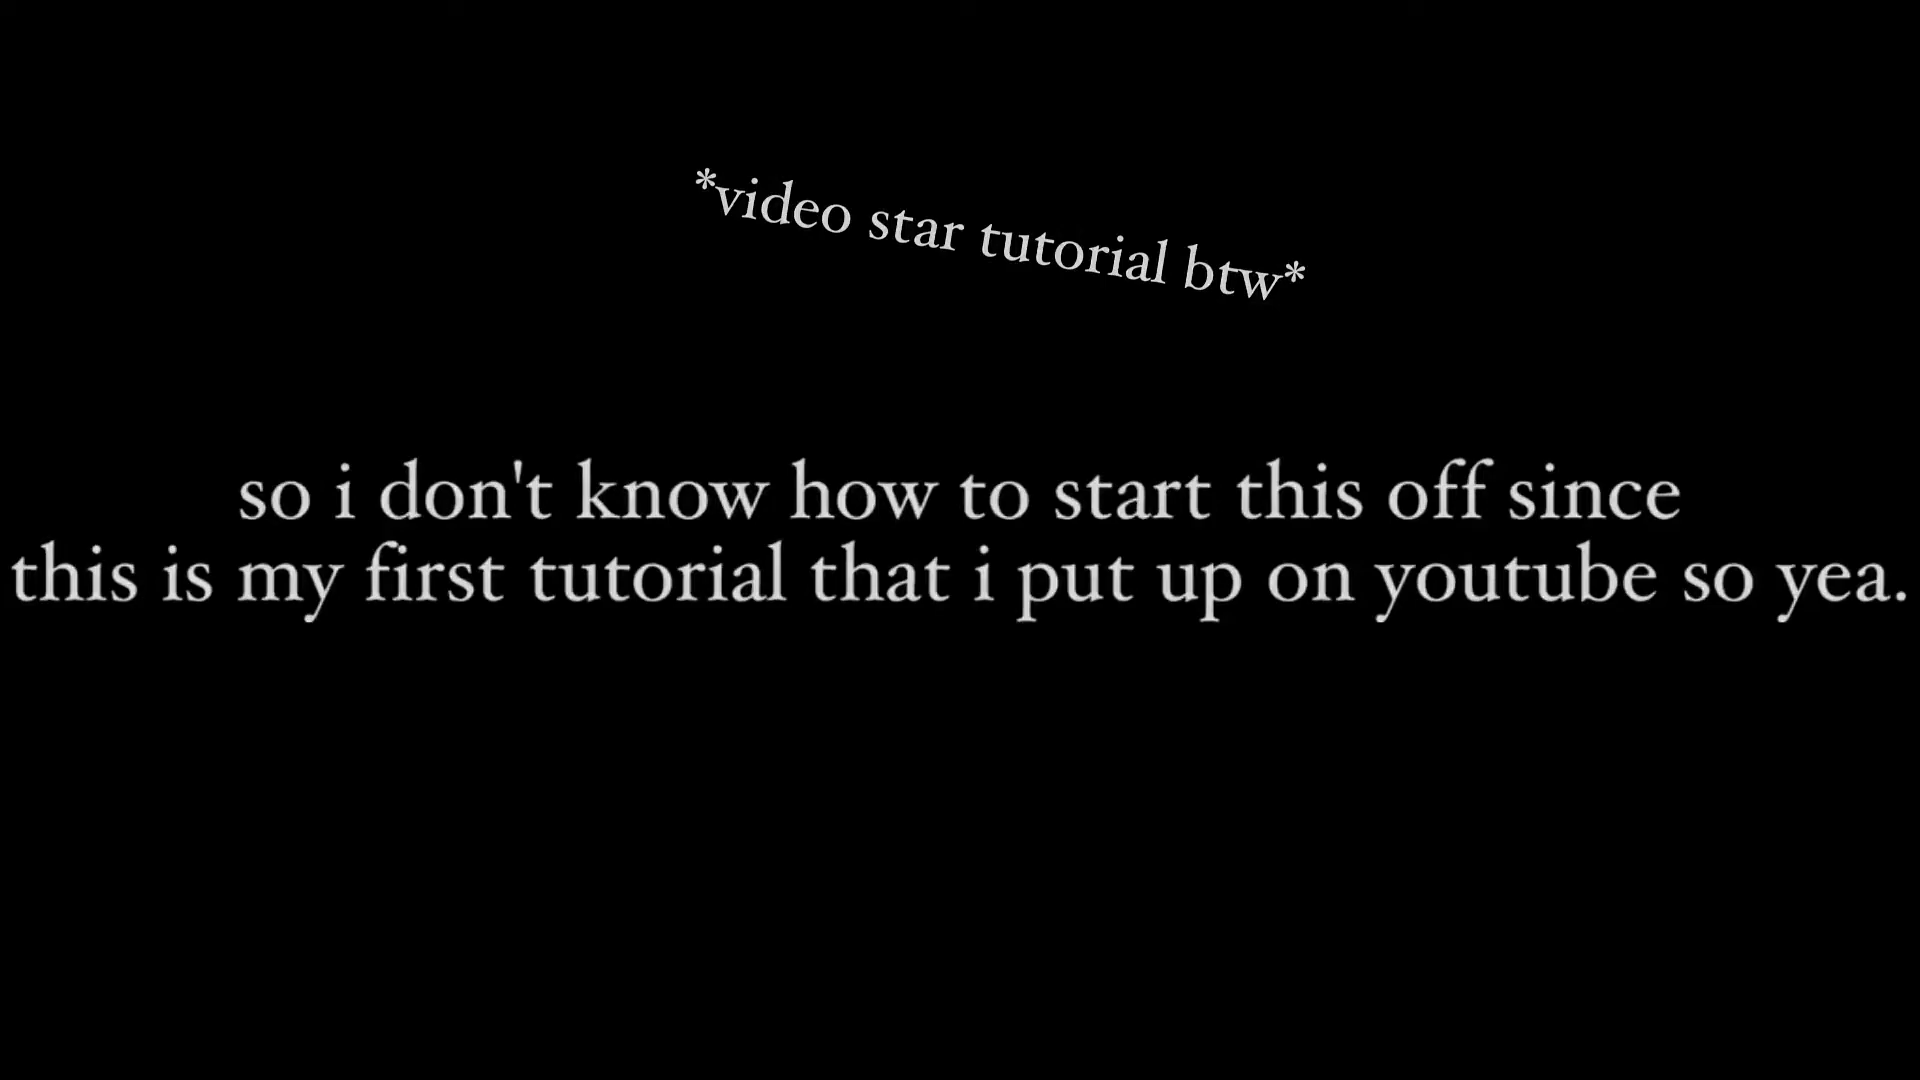 *video star tutorial btw*
so i don't know how to start this off since
this is my first tutorial that i put up on youtube so yea.